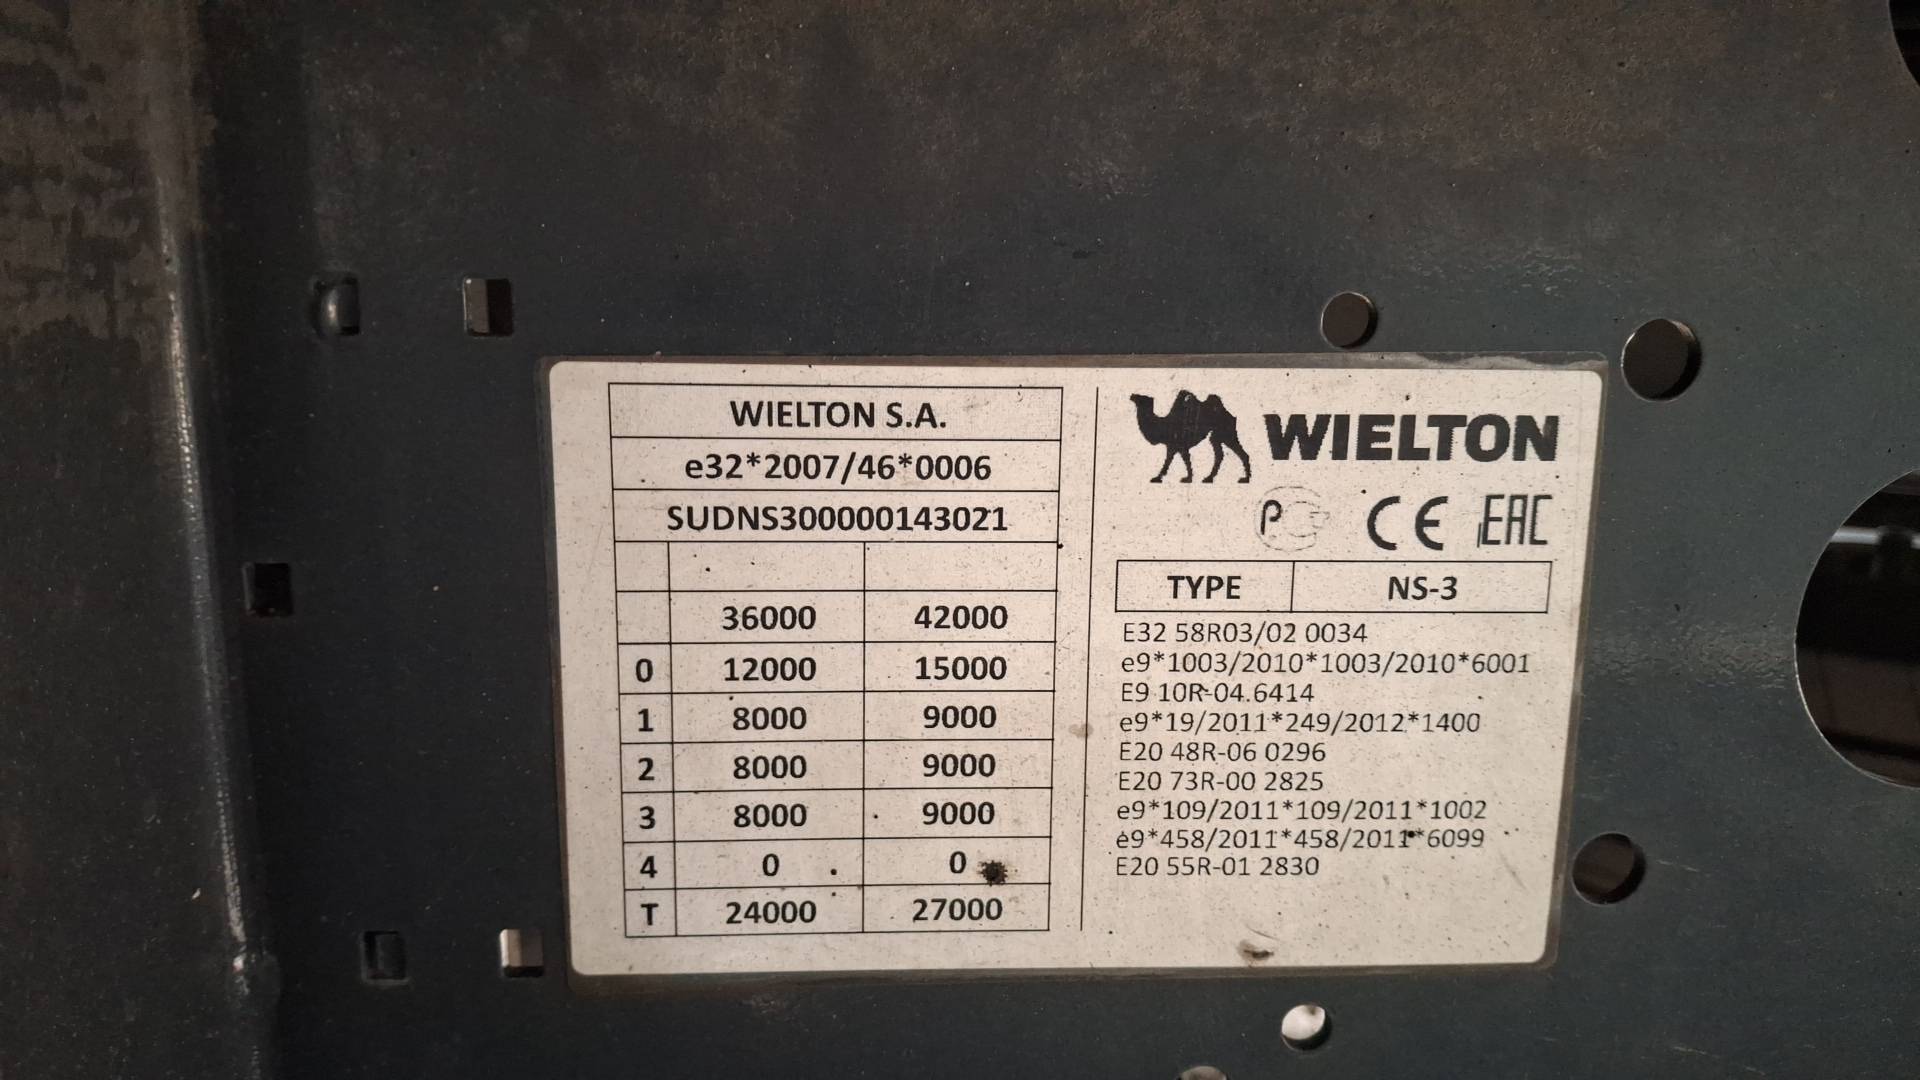 WIELTON S.A.
e32*2007/46*0006
SUDNS300000143021
36000 42000
0 12000 15000
1 8000 9000
2 8000 9000
3 8000 9000
4 0 0
T 24000 27000
WIELTON
PC CE EAC
TYPE NS-3
E32 58R03/02 0034
e9*1003/2010*1003/2010*6001
E9 10R-04.6414
e9*19/2011*249/2012*1400
E20 48R-06 0296
E20 73R-00 2825
e9*109/2011*109/2011*1002
e9*458/2011*458/2011*6099
E20 55R-01 2830